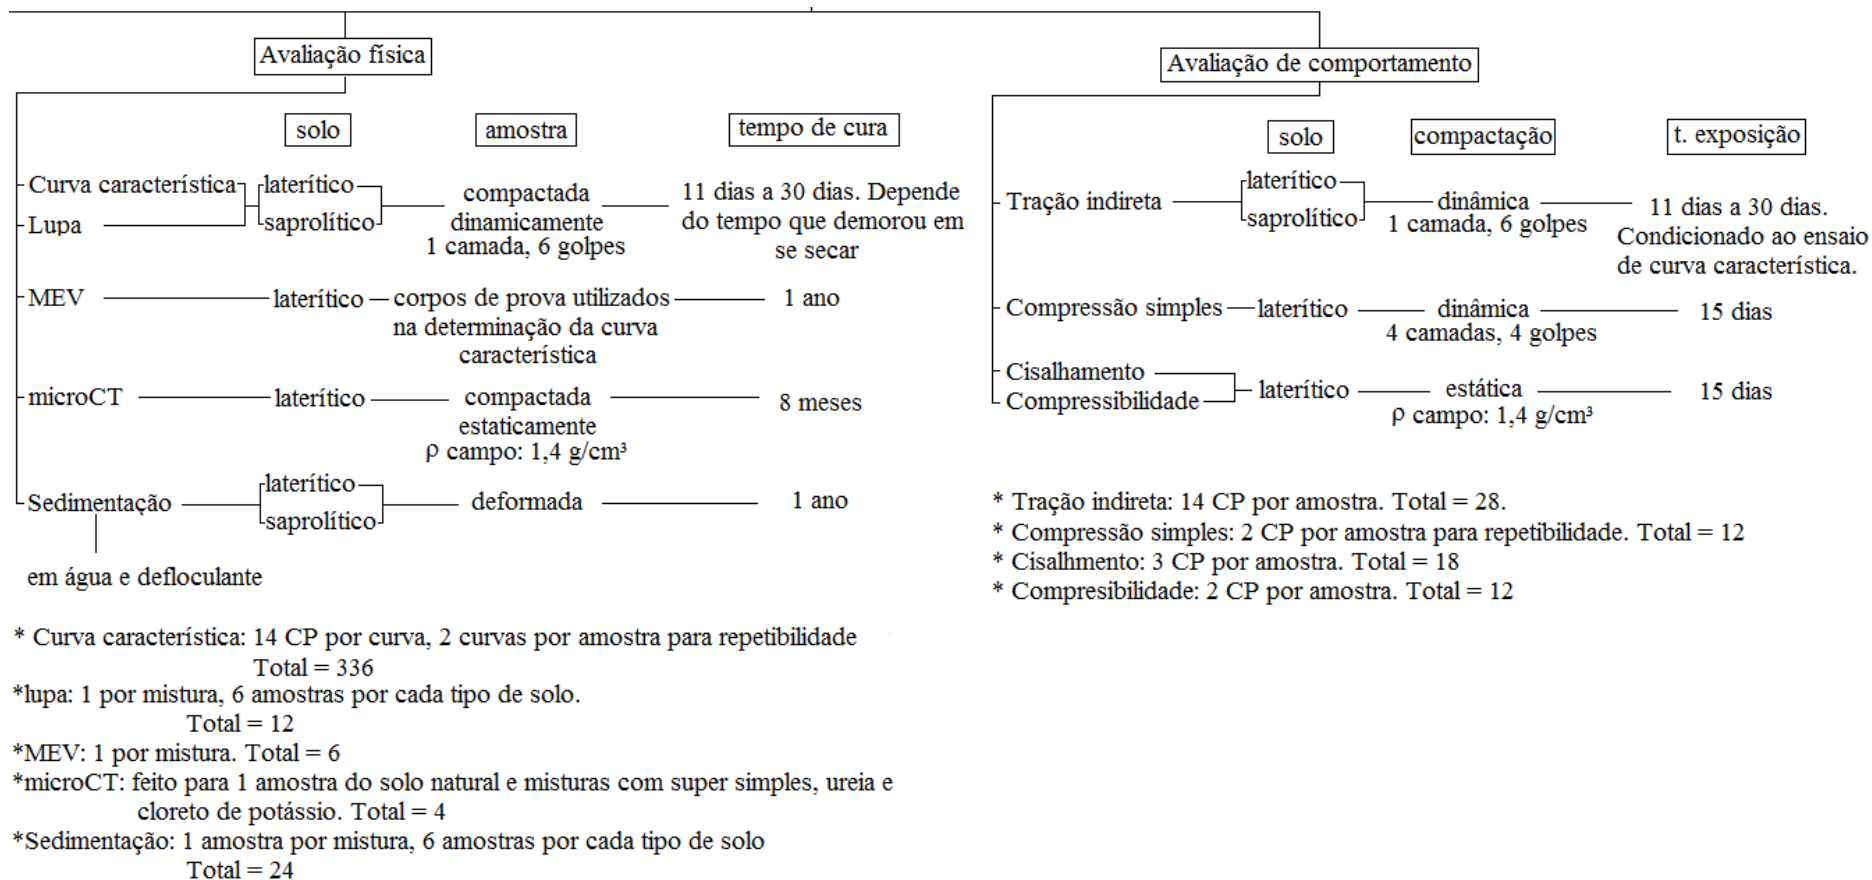 Avaliação física
solo
amostra
tempo de cura
Curva característica
Lupa
laterítico
saprolítico
compactada
dinamicamente
1 camada, 6 golpes
11 dias a 30 dias. Depende
do tempo que demorou em
se secar
MEV
laterítico
corpos de prova utilizados
na determinação da curva
característica
1 ano
microCT
laterítico
compactada
estaticamente
ρ campo: 1,4 g/cm³
8 meses
Sedimentação
laterítico
saprolítico
deformada
1 ano
em água e defloculante
* Curva característica: 14 CP por curva, 2 curvas por amostra para repetibilidade
Total = 336
*lupa: 1 por mistura, 6 amostras por cada tipo de solo.
Total = 12
*MEV: 1 por mistura. Total = 6
*microCT: feito para 1 amostra do solo natural e misturas com super simples, ureia e
cloreto de potássio. Total = 4
*Sedimentação: 1 amostra por mistura, 6 amostras por cada tipo de solo
Total = 24
Avaliação de comportamento
solo
compactação
t. exposição
Tração indireta
laterítico
saprolítico
dinâmica
1 camada, 6 golpes
11 dias a 30 dias.
Condicionado ao ensaio
de curva característica.
Compressão simples
laterítico
dinâmica
4 camadas, 4 golpes
15 dias
Cisalhamento
Compressibilidade
laterítico
estática
ρ campo: 1,4 g/cm³
15 dias
* Tração indireta: 14 CP por amostra. Total = 28.
* Compressão simples: 2 CP por amostra para repetibilidade. Total = 12
* Cisalhmento: 3 CP por amostra. Total = 18
* Compresibilidade: 2 CP por amostra. Total = 12